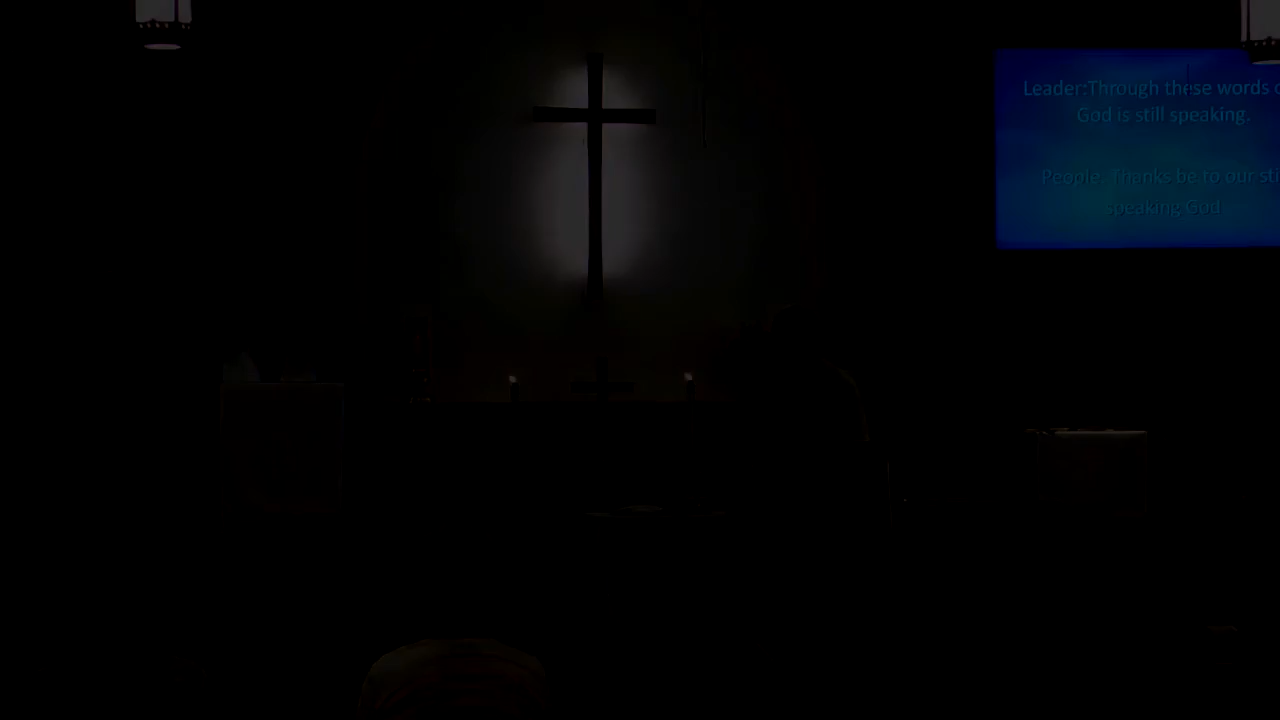 Leader:Through these words
God is still speaking.
People: Thanks be to our
speaking God